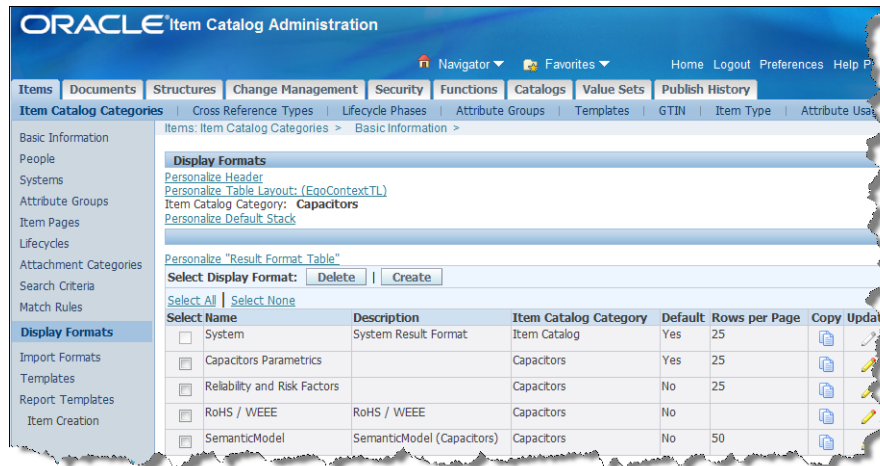 ORACLE® Item Catalog Administration
Navigator Favorites Home Logout Preferences Help
Items Documents Structures Change Management Security Functions Catalogs Value Sets Publish History
Item Catalog Categories | Cross Reference Types | Lifecycle Phases | Attribute Groups | Templates | GTIN | Item Type | Attribute
Items: Item Catalog Categories > Basic Information >
Basic Information
People
Systems
Attribute Groups
Item Pages
Lifecycles
Attachment Categories
Search Criteria
Match Rules
Display Formats
Import Formats
Templates
Report Templates
Item Creation
Display Formats
Personalize Header
Personalize Table Layout: (EgoContextTL)
Item Catalog Category: Capacitors
Personalize Default Stack
Personalize "Result Format Table"
Select Display Format: Delete | Create
Select All | Select None
Select Name Description Item Catalog Category Default Rows per Page Copy
System System Result Format Item Catalog Yes 25
Capacitors Parametrics Capacitors Yes 25
Reliability and Risk Factors Capacitors No 25
RoHS / WEEE RoHS / WEEE Capacitors No
SemanticModel SemanticModel (Capacitors) Capacitors No 50